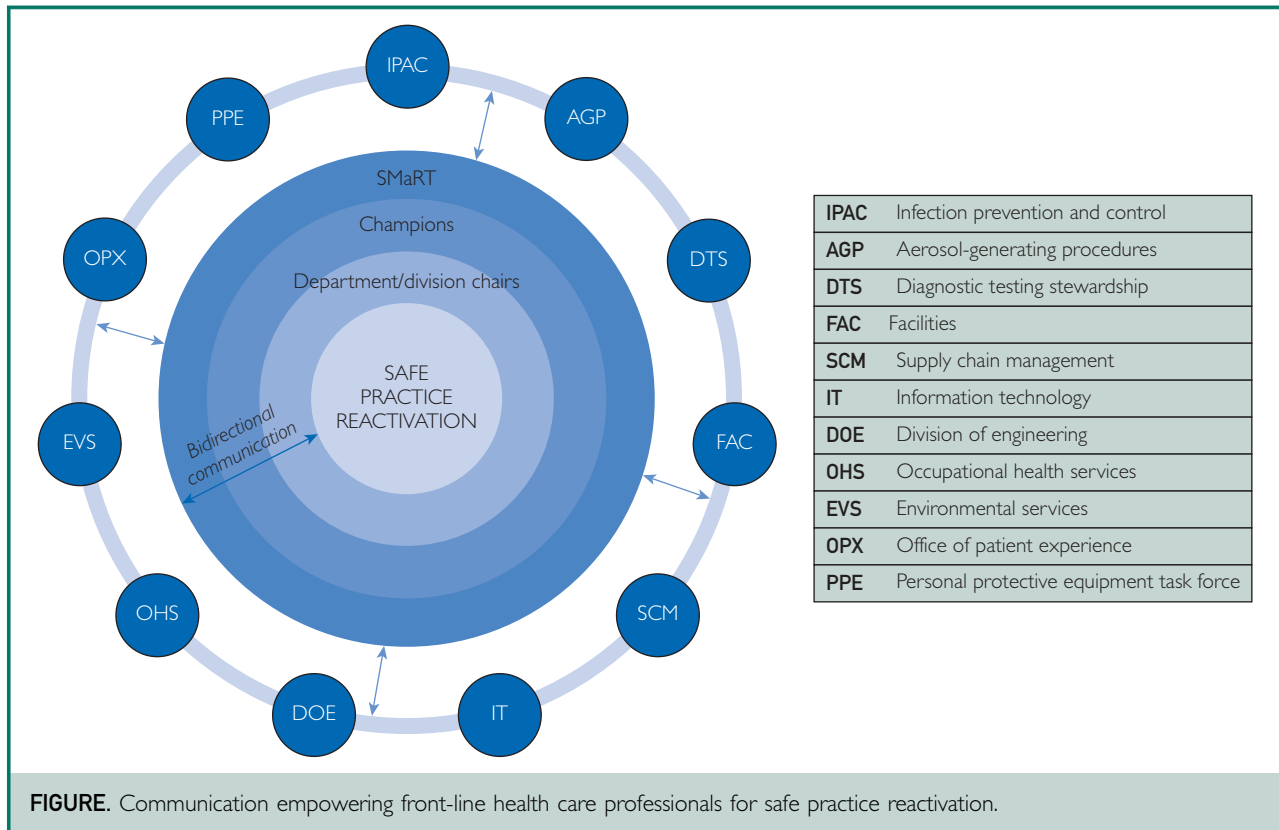 IPAC
AGP
DTS
FAC
SCM
IT
DOE
OHS
EVS
OPX
PPE
SMaRT
Champions
Department/division chairs
SAFE
PRACTICE
REACTIVATION
Bidirectional
communication
IPAC Infection prevention and control
AGP Aerosol-generating procedures
DTS Diagnostic testing stewardship
FAC Facilities
SCM Supply chain management
IT Information technology
DOE Division of engineering
OHS Occupational health services
EVS Environmental services
OPX Office of patient experience
PPE Personal protective equipment task force
FIGURE. Communication empowering front-line health care professionals for safe practice reactivation.